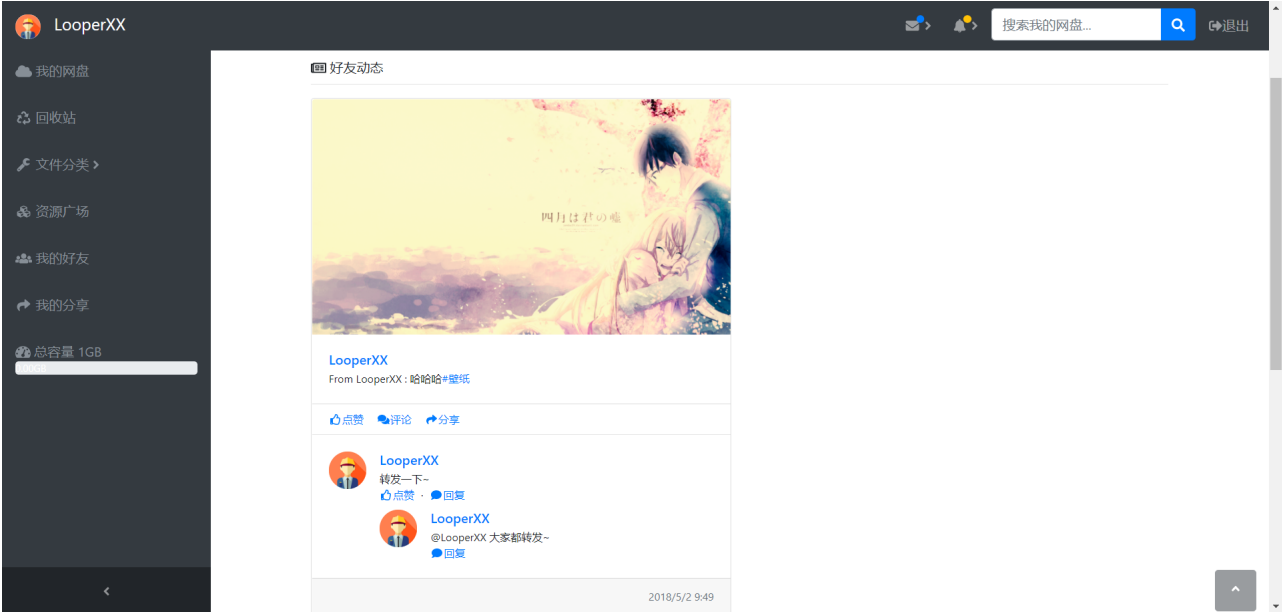 LooperXX
搜索我的网盘...
退出
我的网盘
回收站
文件分类
资源广场
我的好友
我的分享
总容量 1GB
好友动态
四月は君の嘘
LooperXX
From LooperXX : 哈哈哈#壁纸
点赞 评论 分享
LooperXX
转发一下~
点赞 · 回复
LooperXX
@LooperXX 大家都转发~
回复
2018/5/2 9:49